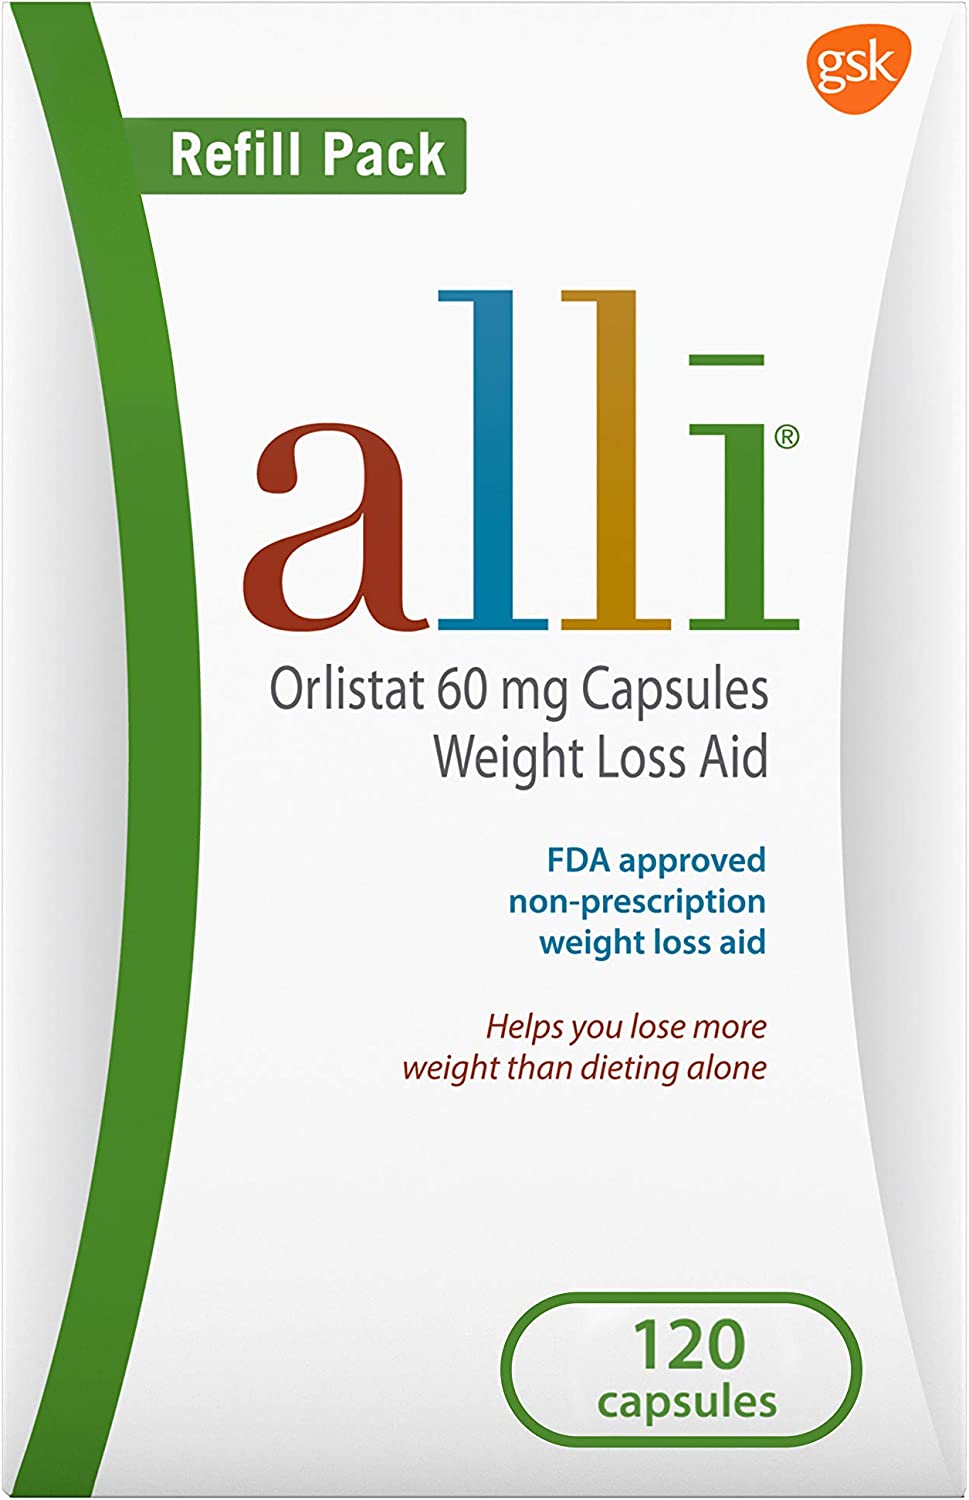 gsk
Refill Pack
alli®
Orlistat 60 mg Capsules
Weight Loss Aid
FDA approved
non-prescription
weight loss aid
Helps you lose more
weight than dieting alone
120
capsules